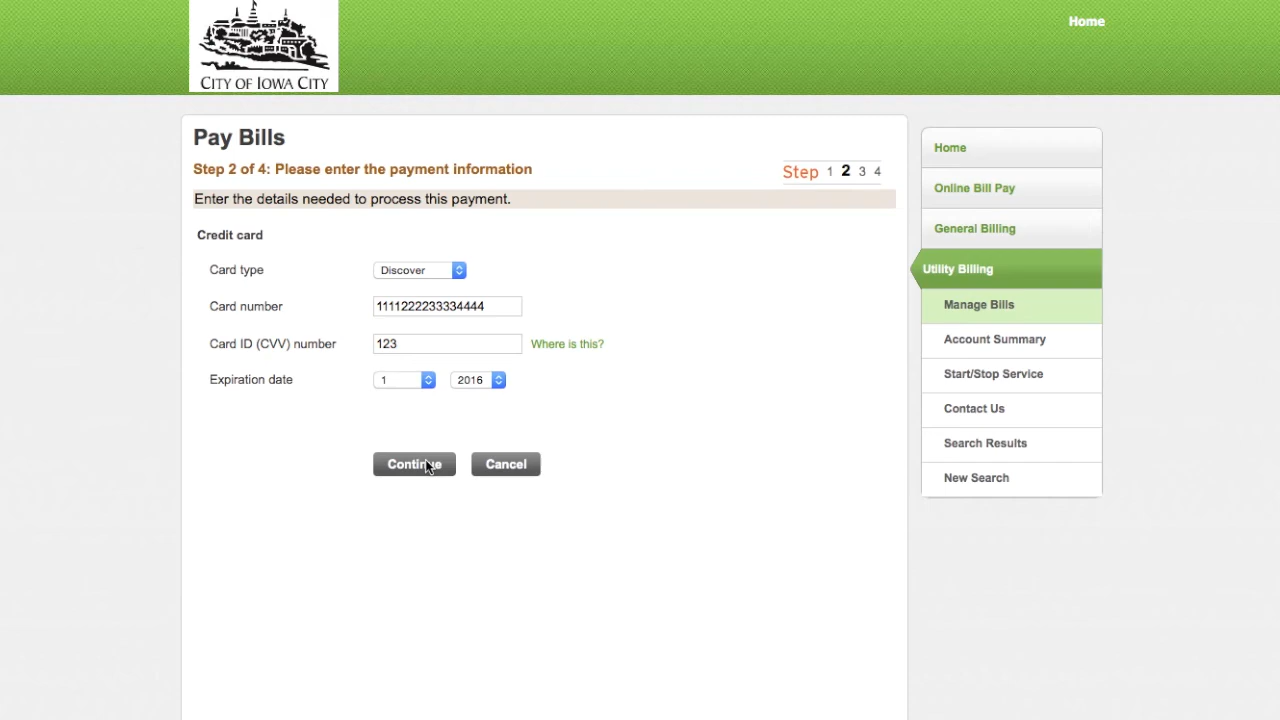 Home
CITY OF IOWA CITY
Pay Bills
Step 2 of 4: Please enter the payment information
Step 1 2 3 4
Enter the details needed to process this payment.
Credit card
Card type Discover
Card number 1111222233334444
Card ID (CVV) number 123 Where is this?
Expiration date 1 2016
Continue Cancel
Home
Online Bill Pay
General Billing
Utility Billing
Manage Bills
Account Summary
Start/Stop Service
Contact Us
Search Results
New Search